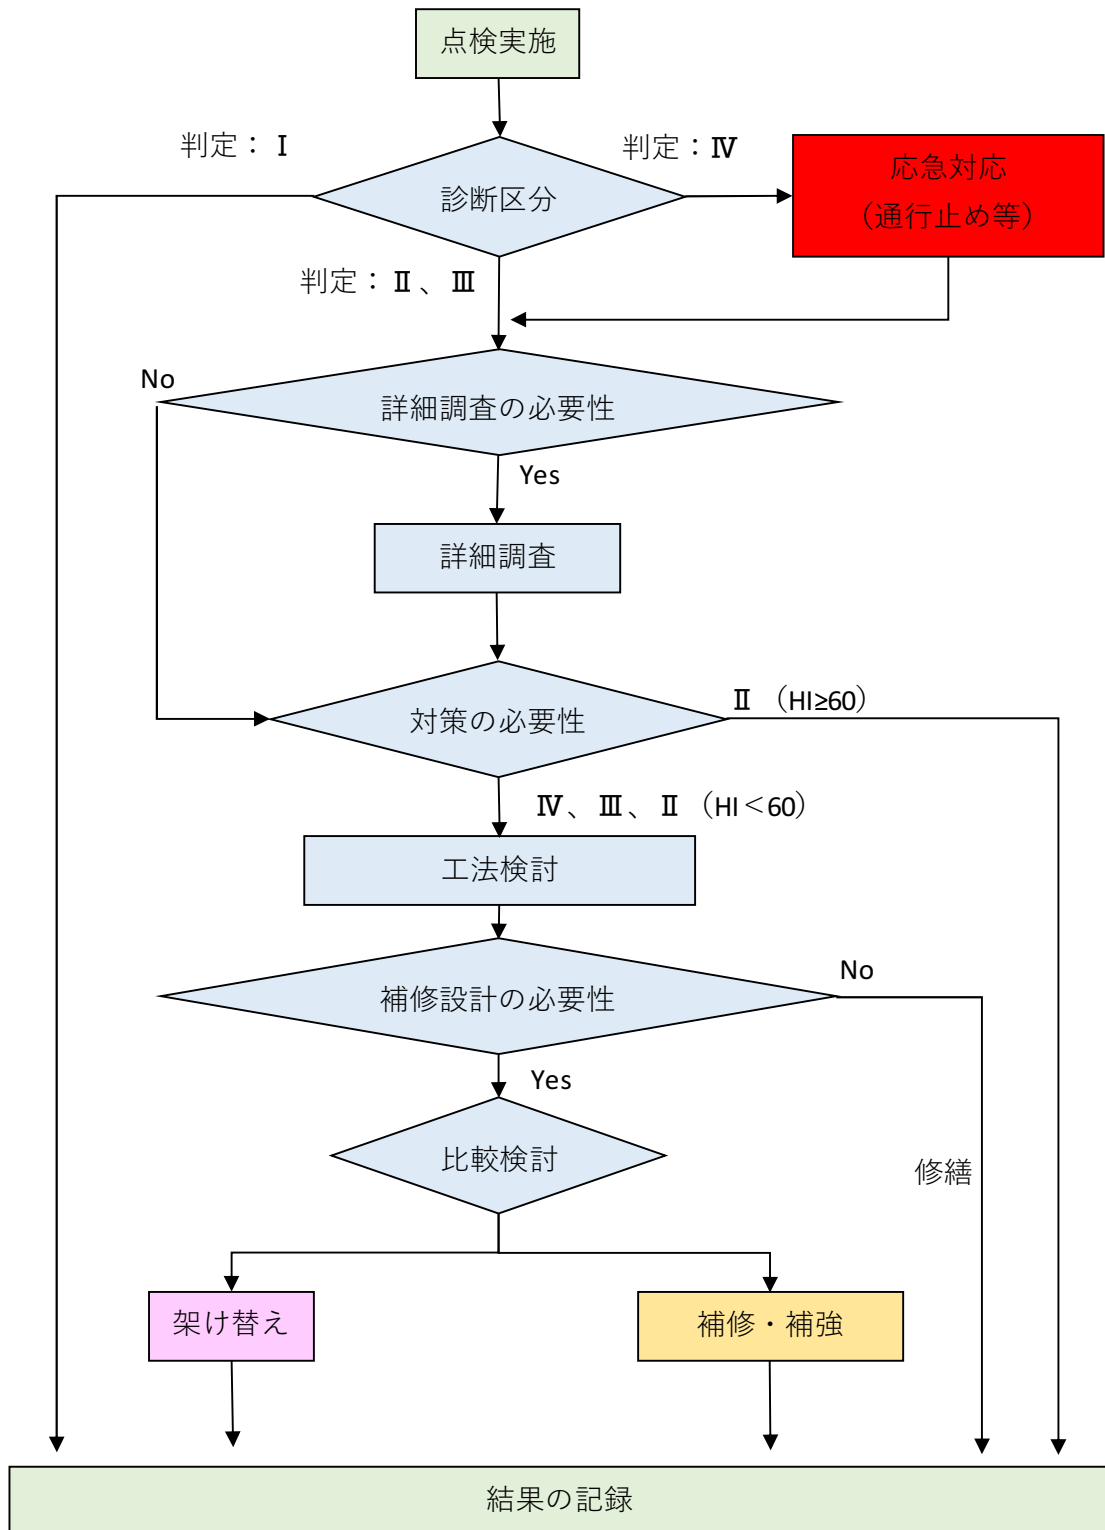 点検実施
判定：Ⅰ
判定：Ⅳ
診断区分
応急対応
（通行止め等）
判定：Ⅱ、Ⅲ
No
詳細調査の必要性
Yes
詳細調査
Ⅱ （HI≥60）
対策の必要性
Ⅳ、Ⅲ、Ⅱ（HI＜60）
工法検討
No
補修設計の必要性
Yes
比較検討
修繕
架け替え
補修・補強
結果の記録